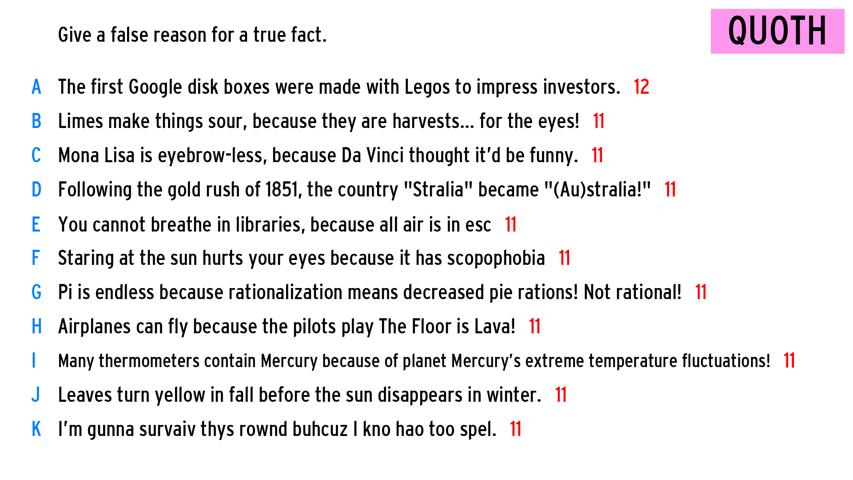 Give a false reason for a true fact.
QUOTH
A The first Google disk boxes were made with Legos to impress investors. 12
B Limes make things sour, because they are harvests... for the eyes! 11
C Mona Lisa is eyebrow-less, because Da Vinci thought it'd be funny. 11
D Following the gold rush of 1851, the country "Stralia" became "(Au)stralia!" 11
E You cannot breathe in libraries, because all air is in esc 11
F Staring at the sun hurts your eyes because it has scopophobia 11
G Pi is endless because rationalization means decreased pie rations! Not rational! 11
H Airplanes can fly because the pilots play The Floor is Lava! 11
I Many thermometers contain Mercury because of planet Mercury's extreme temperature fluctuations! 11
J Leaves turn yellow in fall before the sun disappears in winter. 11
K I'm gunna survaiv thys rownd buhcuz I kno hao too spel. 11